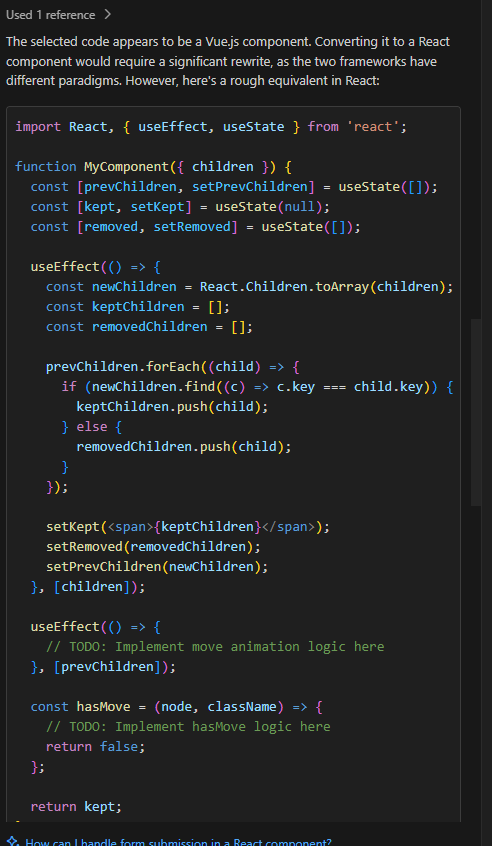 Used 1 reference
The selected code appears to be a Vue.js component. Converting it to a React
component would require a significant rewrite, as the two frameworks have
different paradigms. However, here's a rough equivalent in React:
import React, { useEffect, useState } from 'react';
function MyComponent({ children }) {
  const [prevChildren, setPrevChildren] = useState([]);
  const [kept, setKept] = useState(null);
  const [removed, setRemoved] = useState([]);
  useEffect(() => {
    const newChildren = React.Children.toArray(children);
    const keptChildren = [];
    const removedChildren = [];
    prevChildren.forEach((child) => {
      if (newChildren.find((c) => c.key === child.key)) {
        keptChildren.push(child);
      } else {
        removedChildren.push(child);
      }
    });
    setKept(<span>{keptChildren}</span>);
    setRemoved(removedChildren);
    setPrevChildren(newChildren);
  }, [children]);
  useEffect(() => {
    // TODO: Implement move animation logic here
  }, [prevChildren]);
  const hasMove = (node, className) => {
    // TODO: Implement hasMove logic here
    return false;
  };
  return kept;
How can I handle form submission in a React component?